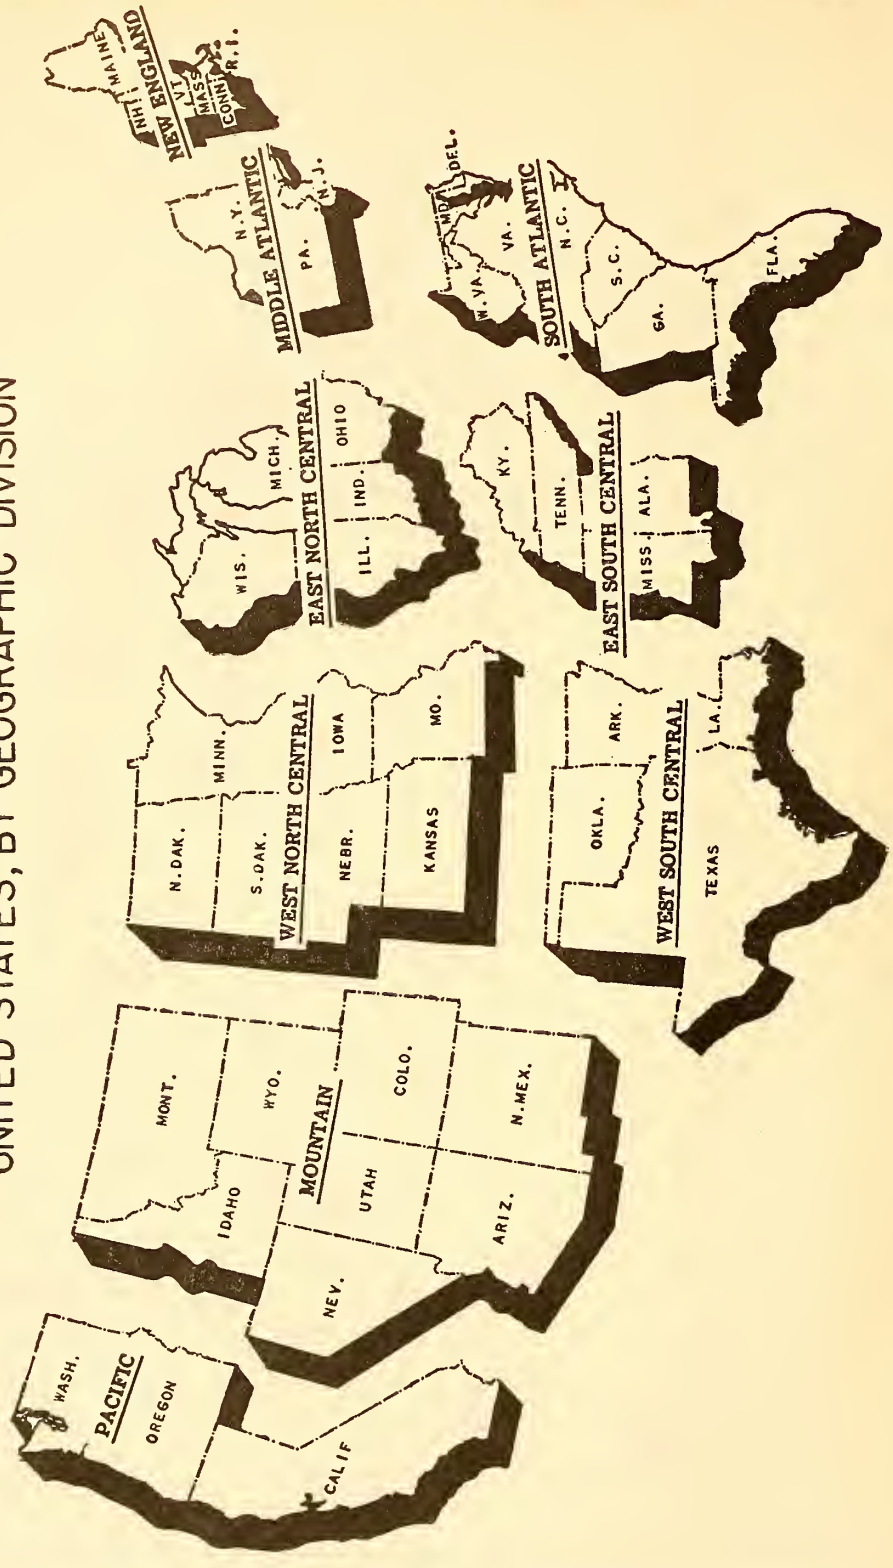 UNITED STATES, BY GEOGRAPHIC DIVISION
WASH.
PACIFIC
OREGON
CALIF
MONT.
IDAHO
WYO.
MOUNTAIN
NEV.
UTAH
COLO.
ARIZ.
N.MEX.
N.DAK.
MINN.
S.DAK.
WEST NORTH CENTRAL
NEBR.
IOWA
KANSAS
MO.
OKLA.
ARK.
WEST SOUTH CENTRAL
TEXAS
LA.
WIS.
MICH.
EAST NORTH CENTRAL
ILL.
IND.
OHIO
KY.
TENN.
EAST SOUTH CENTRAL
MISS.
ALA.
N.Y.
MIDDLE ATLANTIC
PA.
N.J.
MAINE
NH
NEW ENGLAND
VT
MASS
CONN
R.I.
MD.
DEL.
W.VA.
VA.
SOUTH ATLANTIC
N.C.
S.C.
GA.
FLA.